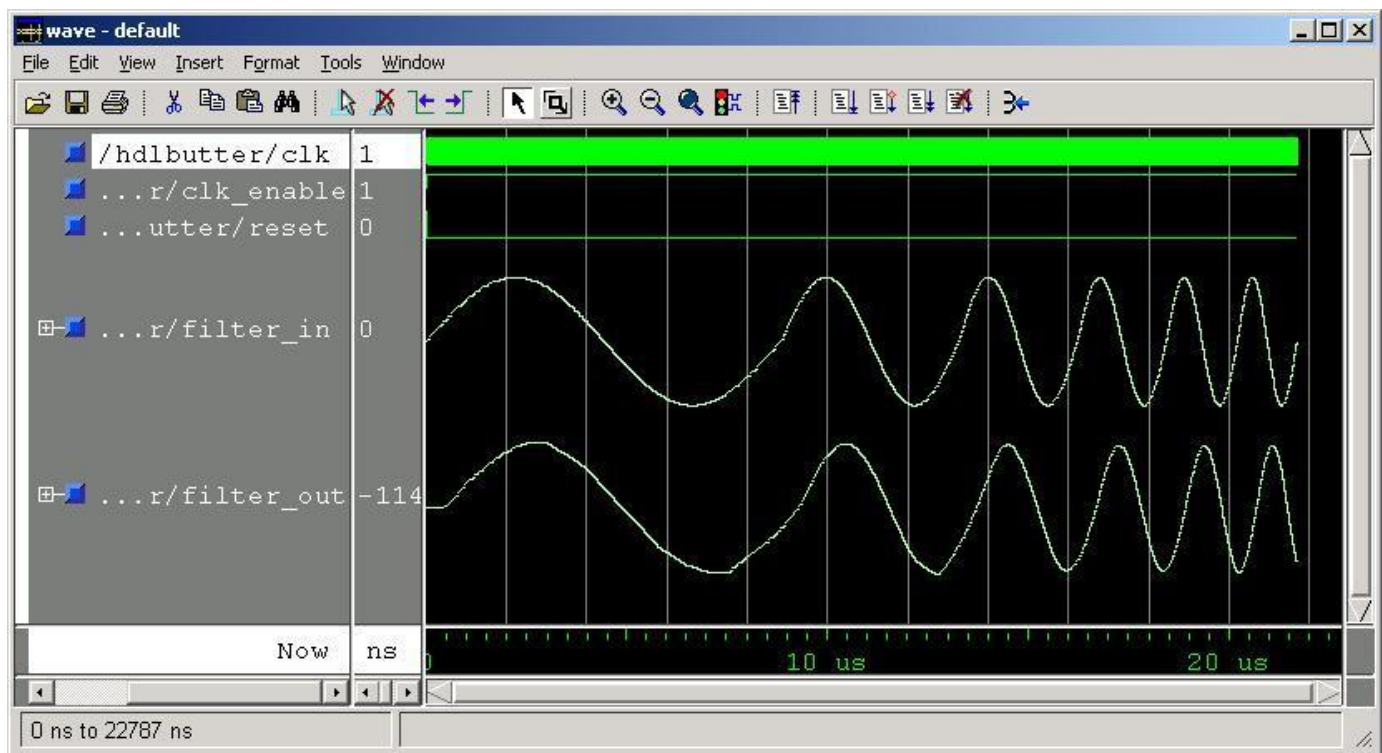 wave - default
File Edit View Insert Format Tools Window
/hdlbutter/clk 1
...r/clk_enable 1
...utter/reset 0
...r/filter_in 0
...r/filter_out -114
Now ns
0 10 us 20 us
0 ns to 22787 ns